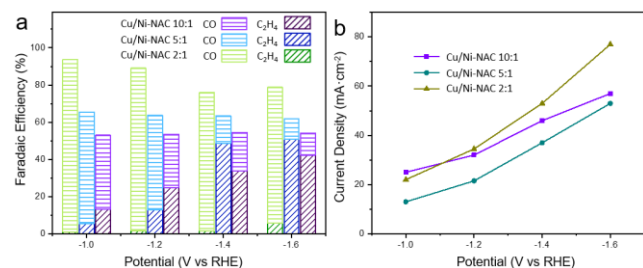 a
Cu/Ni-NAC 10:1 CO C₂H₄
Cu/Ni-NAC 5:1 CO C₂H₄
Cu/Ni-NAC 2:1 CO C₂H₄
Faradaic Efficiency (%)
100
80
60
40
20
0
-1.0 -1.2 -1.4 -1.6
Potential (V vs RHE)
b
Cu/Ni-NAC 10:1
Cu/Ni-NAC 5:1
Cu/Ni-NAC 2:1
Current Density (mA·cm⁻²)
80
60
40
20
0
-1.0 -1.2 -1.4 -1.6
Potential (V vs RHE)